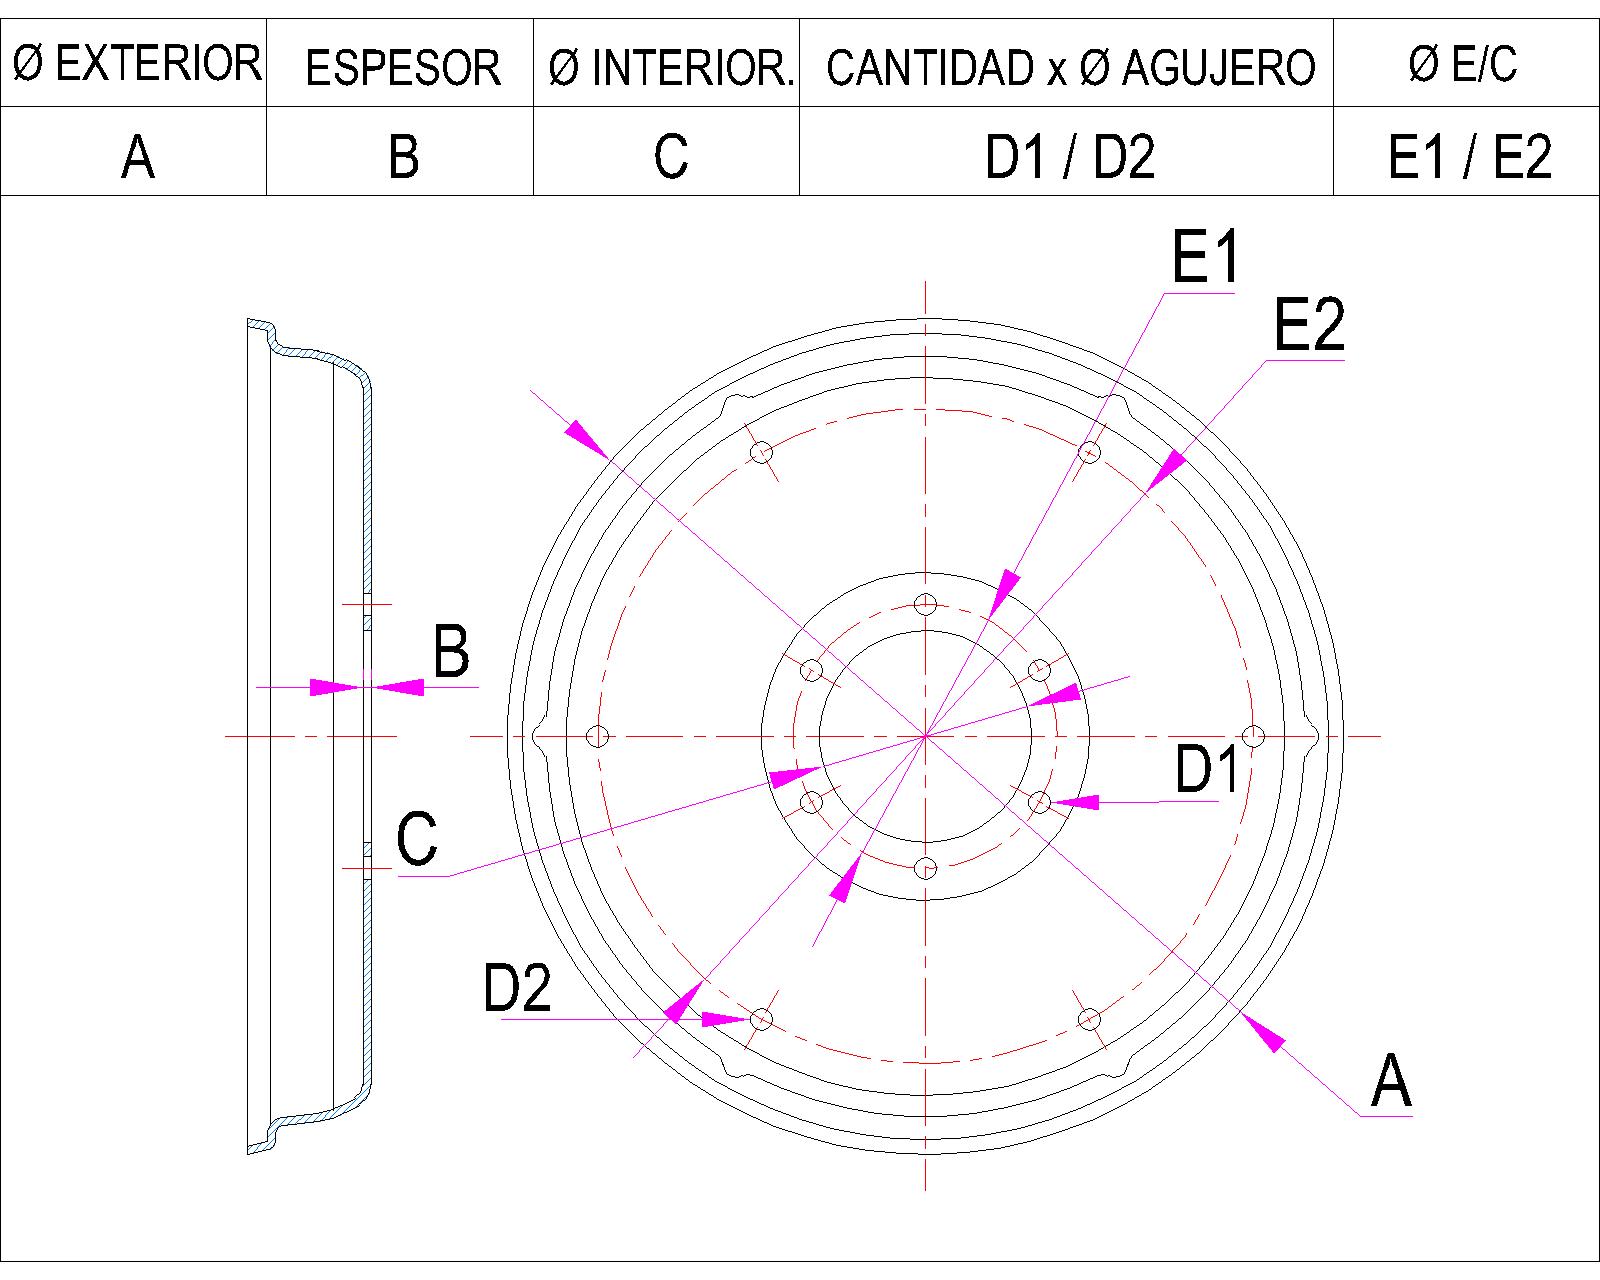 Ø EXTERIOR ESPESOR Ø INTERIOR. CANTIDAD x Ø AGUJERO Ø E/C
A B C D1 / D2 E1 / E2
E1
E2
B
D1
C
D2
A